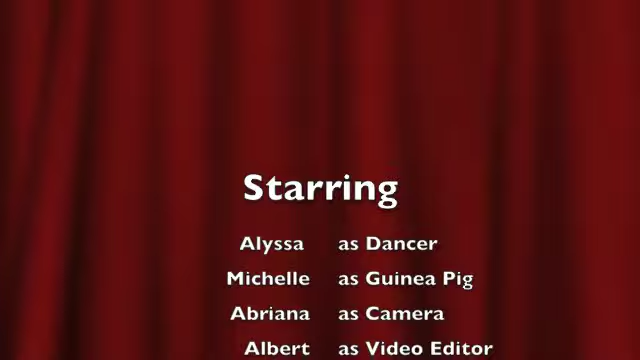 Starring
Alyssa as Dancer
Michelle as Guinea Pig
Abriana as Camera
Albert as Video Editor